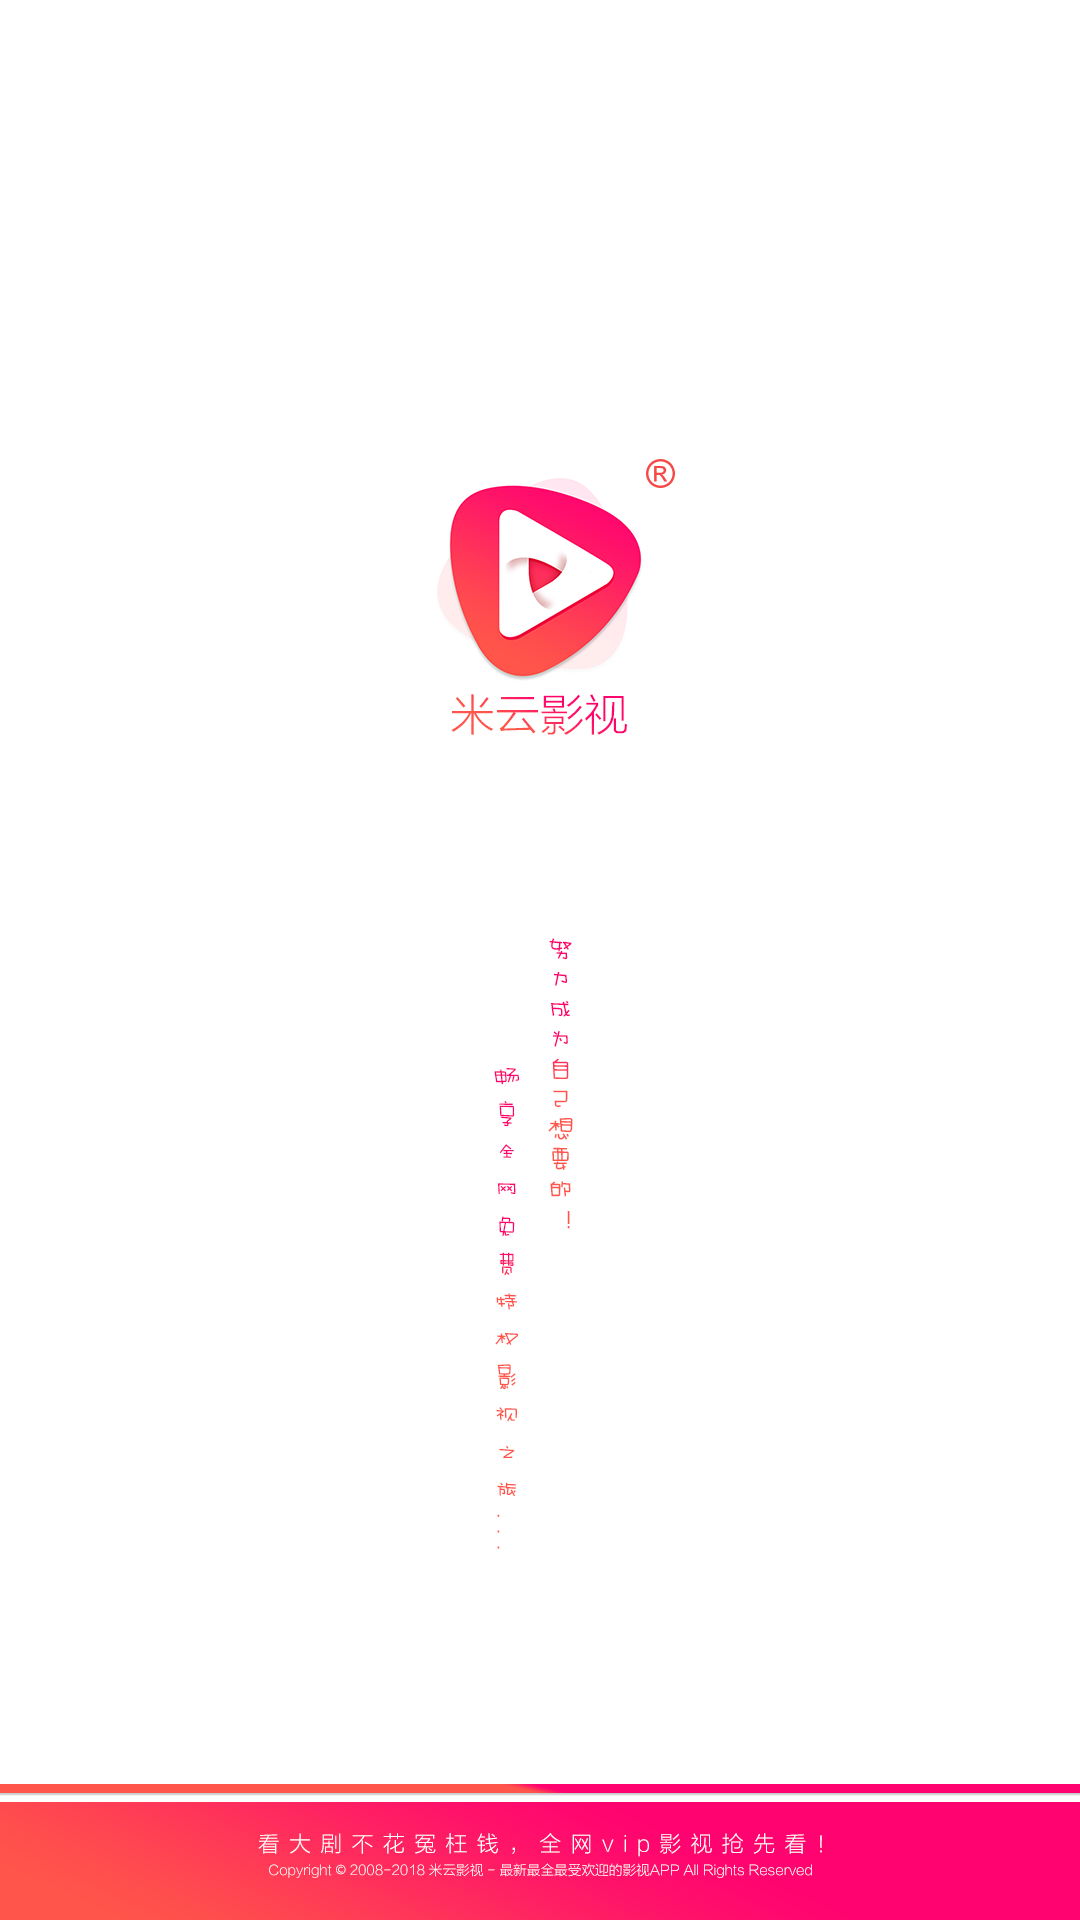 ®
米云影视
努力成为自己想要的！
畅享全网免费特权影视之旅...
看大剧不花冤枉钱，全网vip影视抢先看！
Copyright © 2008-2018 米云影视 - 最新最全最受欢迎的影视APP All Rights Reserved